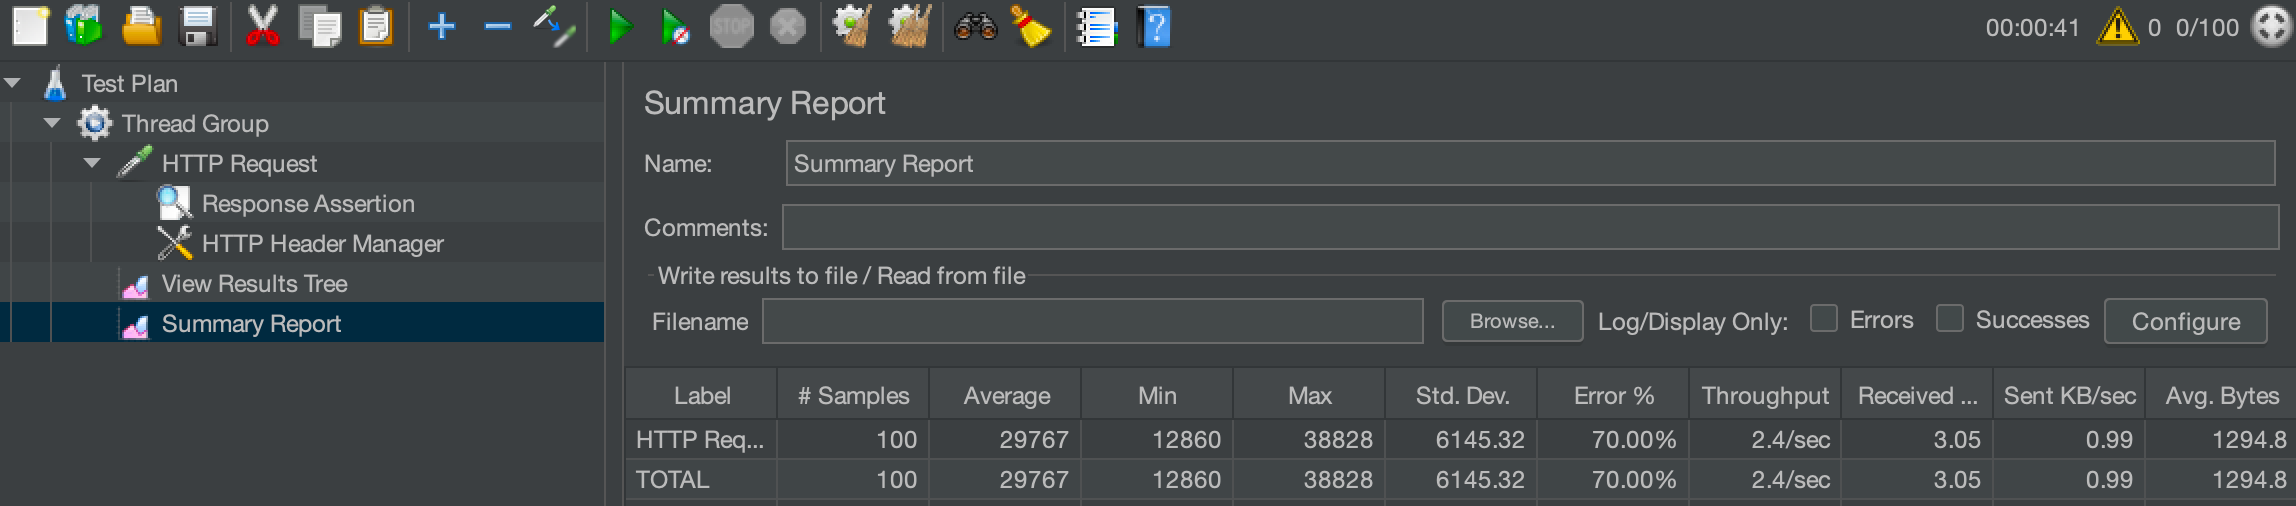 STOP
00:00:41 0 0/100
Test Plan
Thread Group
HTTP Request
Response Assertion
HTTP Header Manager
View Results Tree
Summary Report
Summary Report
Name: Summary Report
Comments:
Write results to file / Read from file
Filename Browse... Log/Display Only: Errors Successes Configure
Label # Samples Average Min Max Std. Dev. Error % Throughput Received ... Sent KB/sec Avg. Bytes
HTTP Req... 100 29767 12860 38828 6145.32 70.00% 2.4/sec 3.05 0.99 1294.8
TOTAL 100 29767 12860 38828 6145.32 70.00% 2.4/sec 3.05 0.99 1294.8